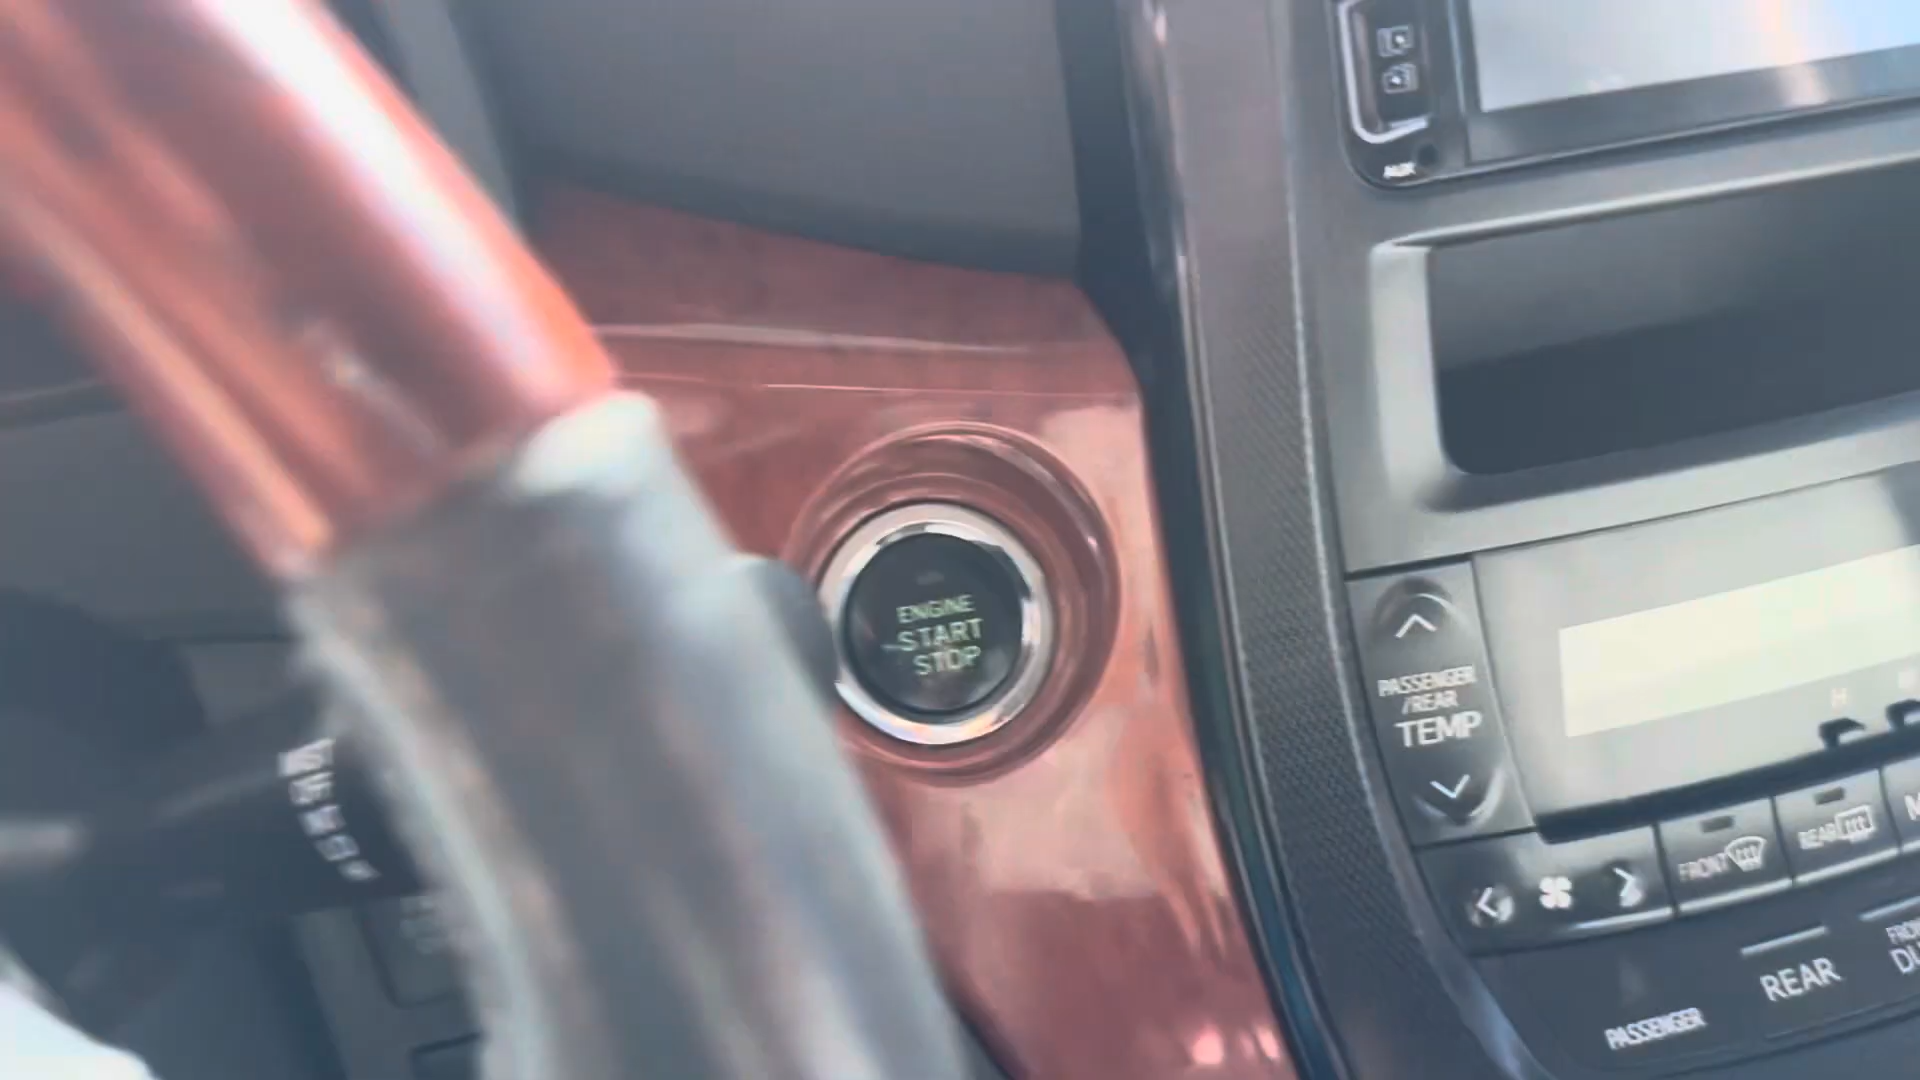 AUX
ENGINE
START
STOP
PASSENGER
/REAR
TEMP
FRONT
REAR
REAR
PASSENGER